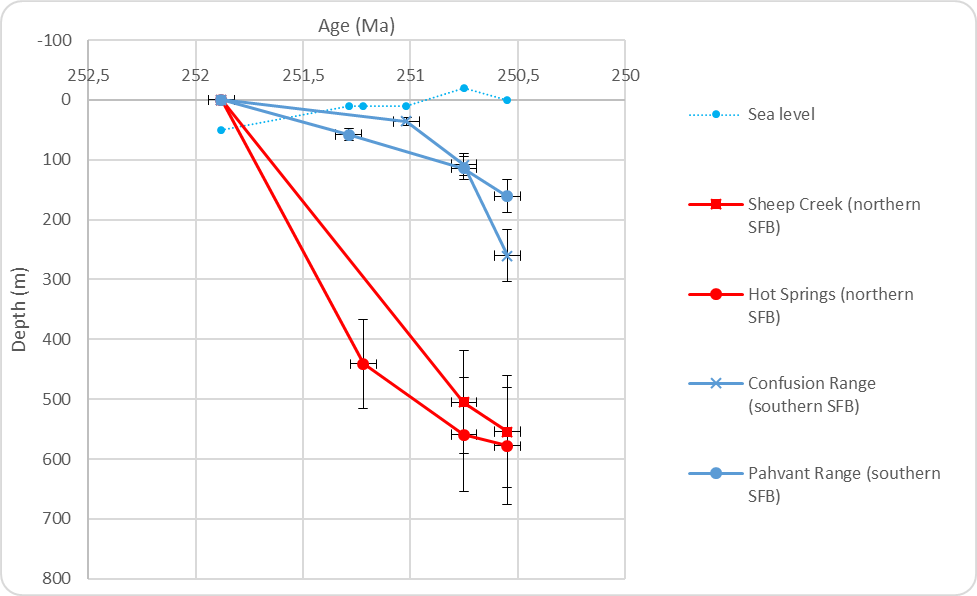 Age (Ma)
-100
252,5 252 251,5 251 250,5 250
0
100
200
300
400
500
600
700
800
Depth (m)
Sea level
Sheep Creek (northern
SFB)
Hot Springs (northern
SFB)
Confusion Range
(southern SFB)
Pahvant Range (southern
SFB)